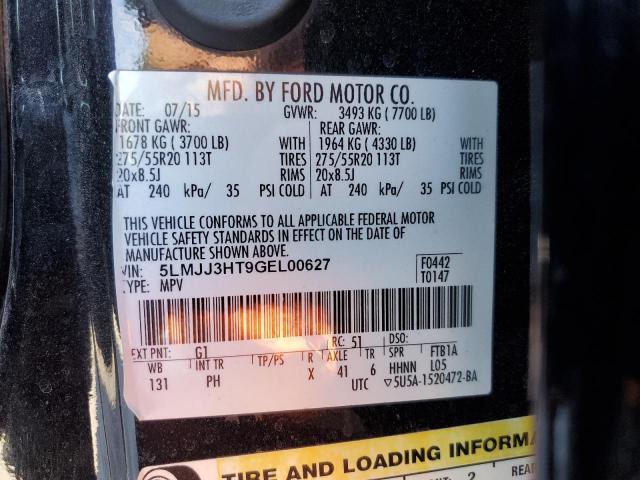 MFD. BY FORD MOTOR CO.
DATE: 07/15 GVWR: 3493 KG ( 7700 LB)
FRONT GAWR: REAR GAWR:
1678 KG ( 3700 LB) WITH 1964 KG ( 4330 LB) WITH
275/55R20 113T TIRES 275/55R20 113T TIRES
20x8.5J RIMS 20x8.5J RIMS
AT 240 kPa/ 35 PSI COLD AT 240 kPa/ 35 PSI COLD
THIS VEHICLE CONFORMS TO ALL APPLICABLE FEDERAL MOTOR
VEHICLE SAFETY STANDARDS IN EFFECT ON THE DATE OF
MANUFACTURE SHOWN ABOVE.
VIN: 5LMJJ3HT9GEL00627 F0442
TYPE: MPV T0147
EXT PNT: G1 RC: 51 DSO:
WB INT TR TP/PS R AXLE TR SPR FTB1A
131 PH X 41 6 HHNN L05
UTC ▽5U5A-1520472-BA
TIRE AND LOADING INFORMA
2 REAR